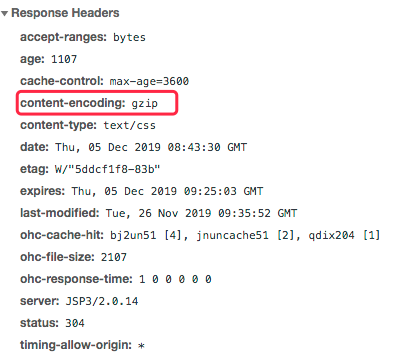 Response Headers
accept-ranges: bytes
age: 1107
cache-control: max-age=3600
content-encoding: gzip
content-type: text/css
date: Thu, 05 Dec 2019 08:43:30 GMT
etag: W/"5ddcf1f8-83b"
expires: Thu, 05 Dec 2019 09:25:03 GMT
last-modified: Tue, 26 Nov 2019 09:35:52 GMT
ohc-cache-hit: bj2un51 [4], jnuncache51 [2], qdix204 [1]
ohc-file-size: 2107
ohc-response-time: 1 0 0 0 0 0
server: JSP3/2.0.14
status: 304
timing-allow-origin: *